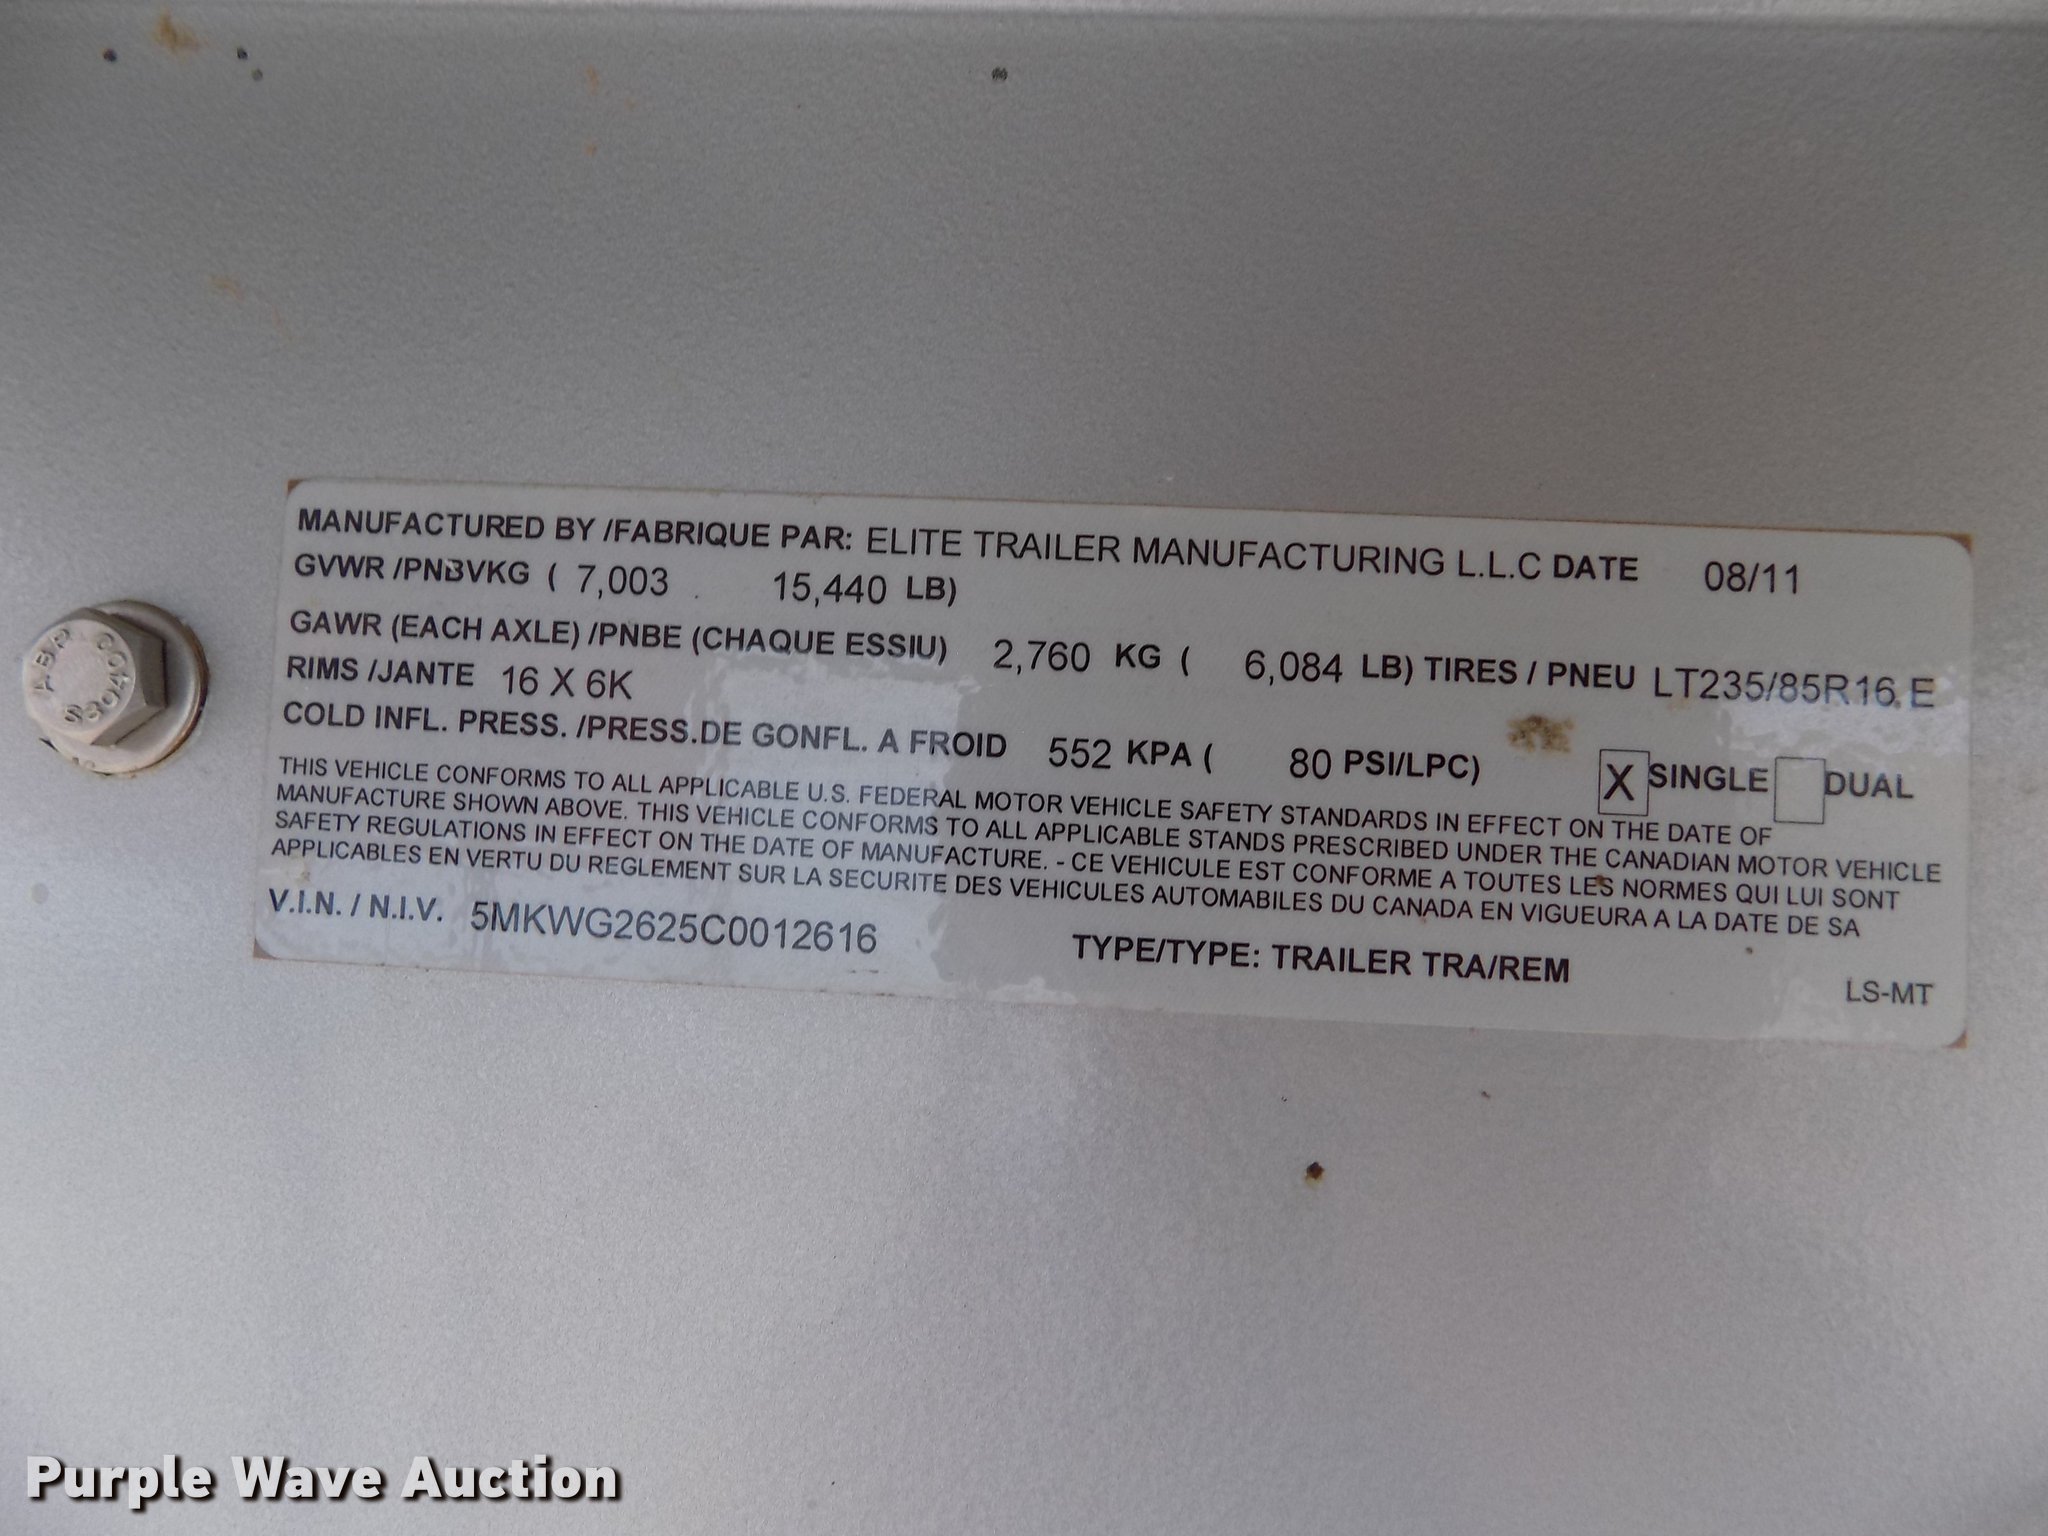 MANUFACTURED BY /FABRIQUE PAR: ELITE TRAILER MANUFACTURING L.L.C DATE 08/11
GVWR /PNBVKG ( 7,003 15,440 LB)
GAWR (EACH AXLE) /PNBE (CHAQUE ESSIU) 2,760 KG ( 6,084 LB) TIRES / PNEU LT235/85R16 E
RIMS /JANTE 16 X 6K
COLD INFL. PRESS. /PRESS.DE GONFL. A FROID 552 KPA ( 80 PSI/LPC) X SINGLE DUAL
THIS VEHICLE CONFORMS TO ALL APPLICABLE U.S. FEDERAL MOTOR VEHICLE SAFETY STANDARDS IN EFFECT ON THE DATE OF
MANUFACTURE SHOWN ABOVE. THIS VEHICLE CONFORMS TO ALL APPLICABLE STANDS PRESCRIBED UNDER THE CANADIAN MOTOR VEHICLE
SAFETY REGULATIONS IN EFFECT ON THE DATE OF MANUFACTURE. - CE VEHICULE EST CONFORME A TOUTES LES NORMES QUI LUI SONT
APPLICABLES EN VERTU DU REGLEMENT SUR LA SECURITE DES VEHICULES AUTOMABILES DU CANADA EN VIGUEURA A LA DATE DE SA
V.I.N. / N.I.V. 5MKWG2625C0012616 TYPE/TYPE: TRAILER TRA/REM
LS-MT
Purple Wave Auction